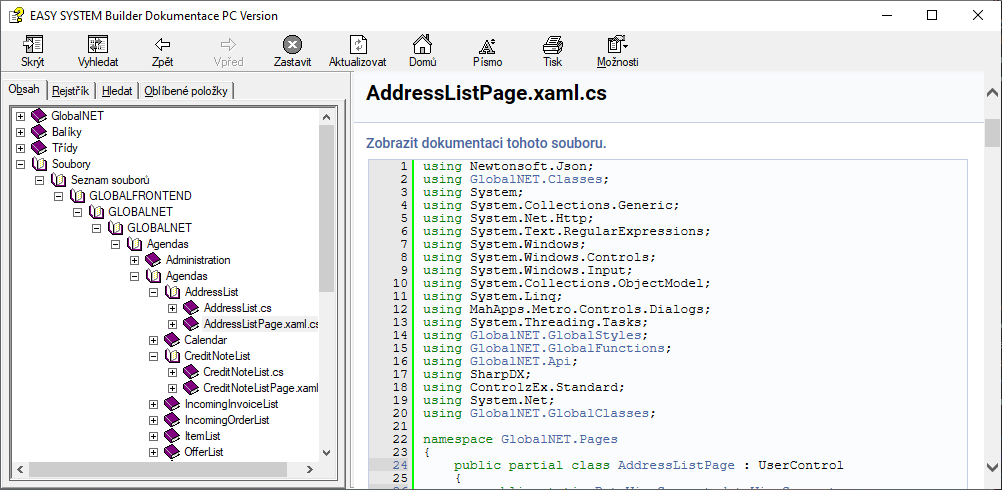 EASY SYSTEM Builder Dokumentace PC Version
Skrýt Vyhledat Zpět Vpřed Zastavit Aktualizovat Domů Písmo Tisk Možnosti
Obsah Rejstřík Hledat Oblíbené položky
GlobalNET
Balíky
Třídy
Soubory
Seznam souborů
GLOBALFRONTEND
GLOBALNET
GLOBALNET
Agendas
Administration
Agendas
AddressList
AddressList.cs
AddressListPage.xaml.cs
Calendar
CreditNoteList
CreditNoteList.cs
CreditNoteListPage.xaml
IncomingInvoiceList
IncomingOrderList
ItemList
OfferList
AddressListPage.xaml.cs
Zobrazit dokumentaci tohoto souboru.
1 using Newtonsoft.Json;
2 using GlobalNET.Classes;
3 using System;
4 using System.Collections.Generic;
5 using System.Net.Http;
6 using System.Text.RegularExpressions;
7 using System.Windows;
8 using System.Windows.Controls;
9 using System.Windows.Input;
10 using System.Collections.ObjectModel;
11 using System.Linq;
12 using MahApps.Metro.Controls.Dialogs;
13 using System.Threading.Tasks;
14 using GlobalNET.GlobalStyles;
15 using GlobalNET.GlobalFunctions;
16 using GlobalNET.Api;
17 using SharpDX;
18 using ControlzEx.Standard;
19 using System.Net;
20 using GlobalNET.GlobalClasses;
21
22 namespace GlobalNET.Pages
23 {
24 public partial class AddressListPage : UserControl
25 {